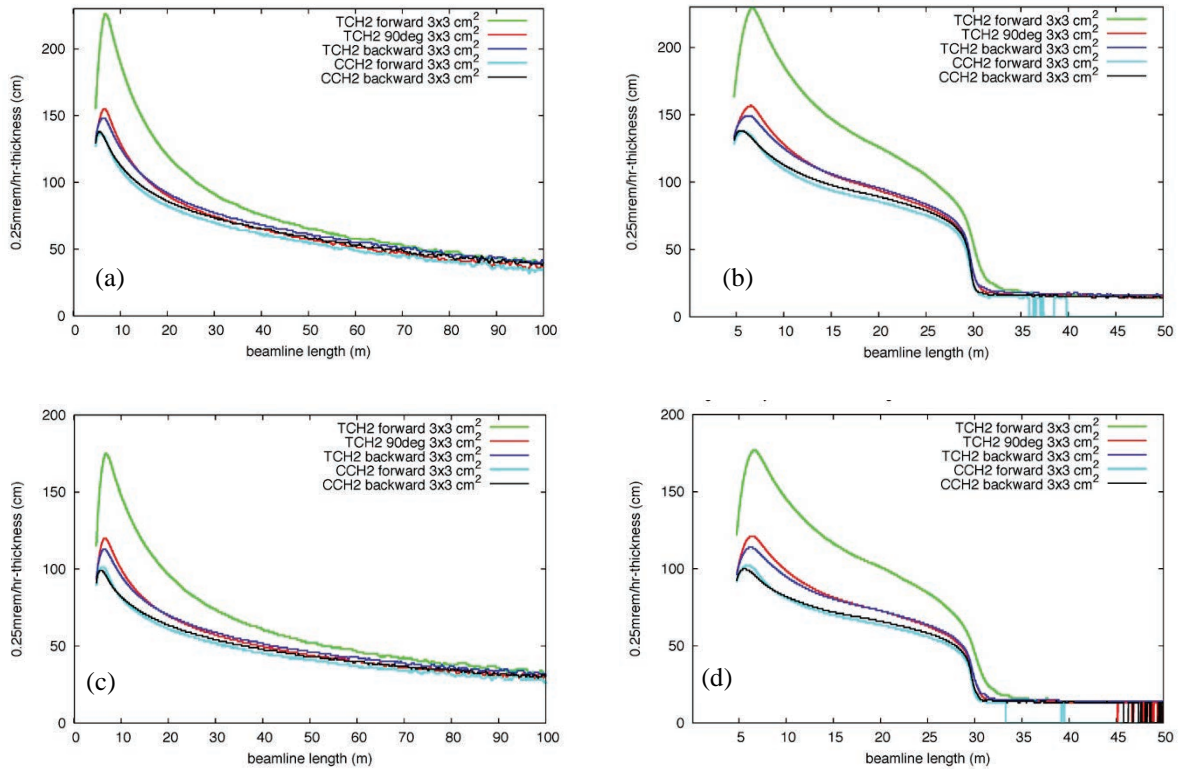 TCH2 forward 3x3 cm²
TCH2 90deg 3x3 cm²
TCH2 backward 3x3 cm²
CCH2 forward 3x3 cm²
CCH2 backward 3x3 cm²
0.25mrem/hr-thickness (cm)
200
150
100
50
0
(a)
0 10 20 30 40 50 60 70 80 90 100
beamline length (m)
TCH2 forward 3x3 cm²
TCH2 90deg 3x3 cm²
TCH2 backward 3x3 cm²
CCH2 forward 3x3 cm²
CCH2 backward 3x3 cm²
0.25mrem/hr-thickness (cm)
200
150
100
50
0
(b)
5 10 15 20 25 30 35 40 45 50
beamline length (m)
TCH2 forward 3x3 cm²
TCH2 90deg 3x3 cm²
TCH2 backward 3x3 cm²
CCH2 forward 3x3 cm²
CCH2 backward 3x3 cm²
0.25mrem/hr-thickness (cm)
200
150
100
50
0
(c)
0 10 20 30 40 50 60 70 80 90 100
beamline length (m)
TCH2 forward 3x3 cm²
TCH2 90deg 3x3 cm²
TCH2 backward 3x3 cm²
CCH2 forward 3x3 cm²
CCH2 backward 3x3 cm²
0.25mrem/hr-thickness (cm)
200
150
100
50
0
(d)
5 10 15 20 25 30 35 40 45 50
beamline length (m)